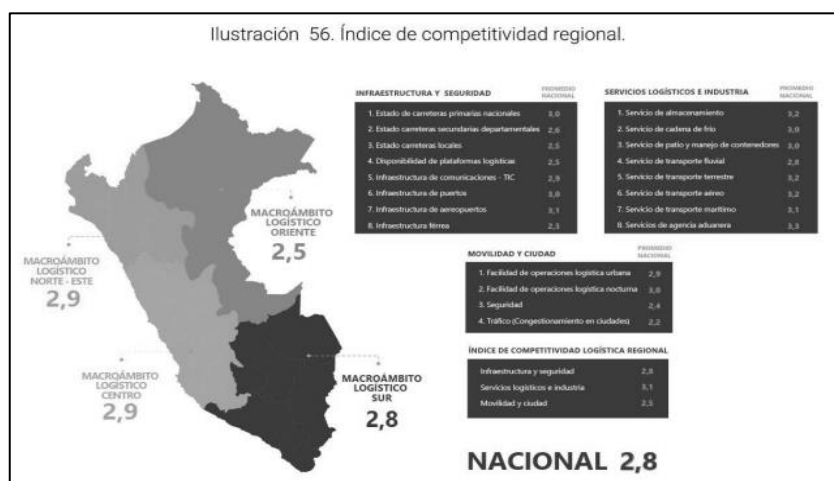 Ilustración 56. Índice de competitividad regional.
INFRAESTRUCTURA Y SEGURIDAD PROMEDIO NACIONAL
1. Estado de carreteras primarias nacionales 3,0
2. Estado carreteras secundarias departamentales 2,6
3. Estado carreteras locales 2,5
4. Disponibilidad de plataformas logísticas 2,5
5. Infraestructura de comunicaciones - TIC 2,9
6. Infraestructura de puertos 3,0
7. Infraestructura de aereopuertos 3,1
8. Infraestructura férrea 2,3
SERVICIOS LOGÍSTICOS E INDUSTRIA PROMEDIO NACIONAL
1. Servicio de almacenamiento 3,2
2. Servicio de cadena de frío 3,0
3. Servicio de patio y manejo de contenedores 3,0
4. Servicio de transporte fluvial 2,8
5. Servicio de transporte terrestre 3,2
6. Servicio de transporte aéreo 3,2
7. Servicio de transporte marítimo 3,1
8. Servicios de agencia aduanera 3,3
MACROÁMBITO
LOGÍSTICO
ORIENTE
2,5
MACROÁMBITO
LOGÍSTICO
NORTE - ESTE
2,9
MACROÁMBITO
LOGÍSTICO
CENTRO
2,9
MACROÁMBITO
LOGÍSTICO
SUR
2,8
MOVILIDAD Y CIUDAD PROMEDIO NACIONAL
1. Facilidad de operaciones logística urbana 2,9
2. Facilidad de operaciones logística nocturna 3,0
3. Seguridad 2,4
4. Tráfico (Congestionamiento en ciudades) 2,2
ÍNDICE DE COMPETITIVIDAD LOGÍSTICA REGIONAL
Infraestructura y seguridad 2,8
Servicios logísticos e industria 3,1
Movilidad y ciudad 2,5
NACIONAL 2,8